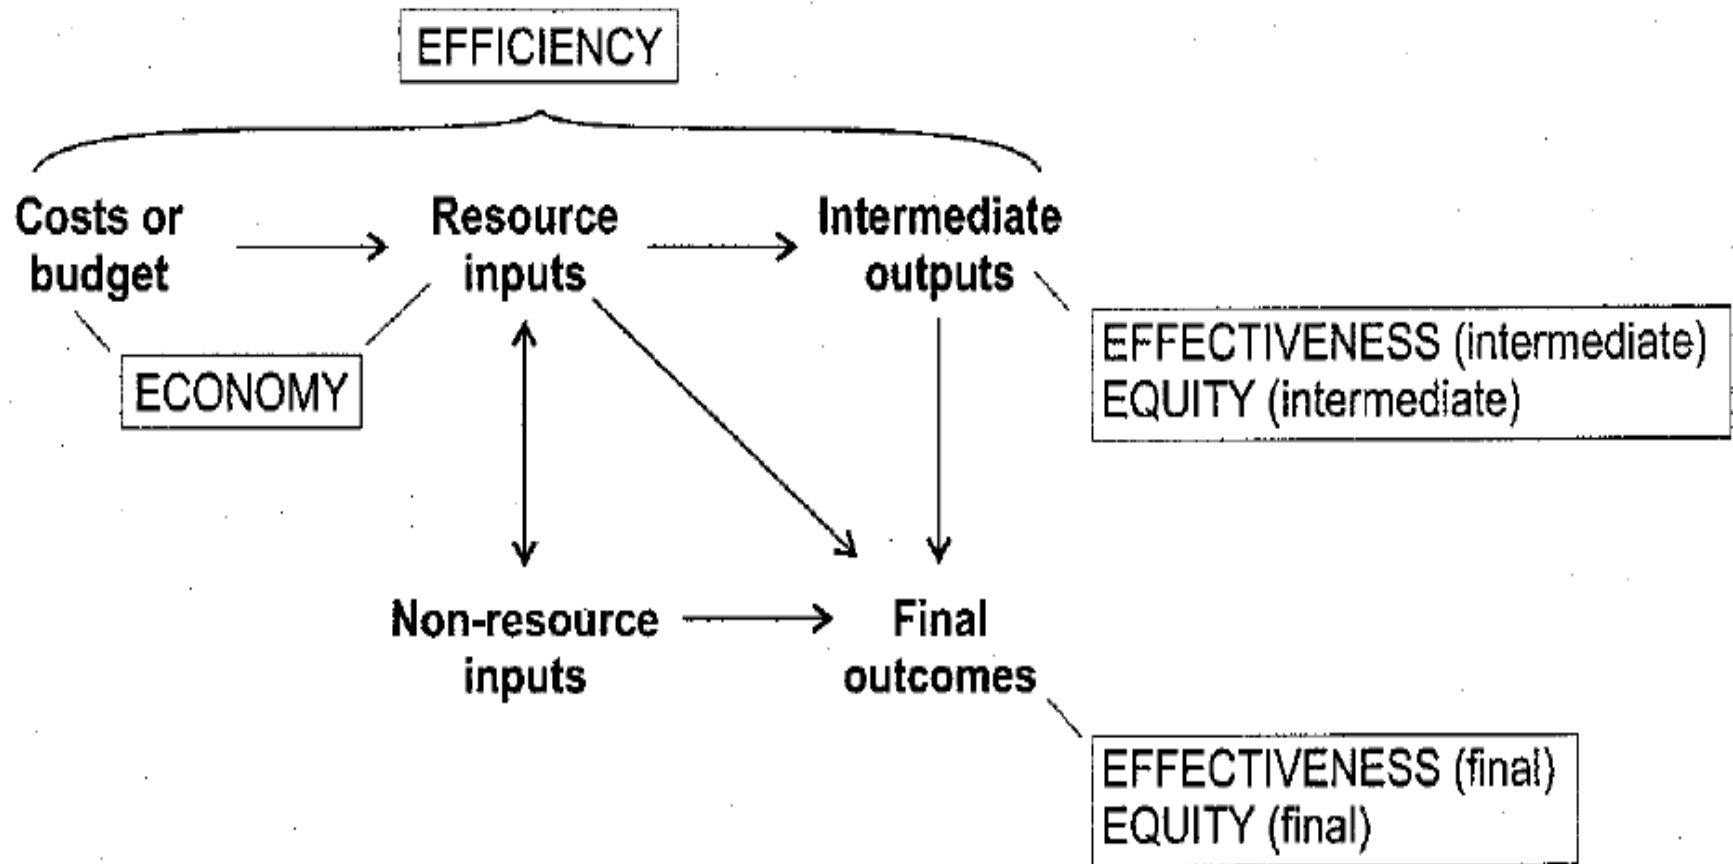 EFFICIENCY
Costs or
budget
Resource
inputs
Intermediate
outputs
ECONOMY
EFFECTIVENESS (intermediate)
EQUITY (intermediate)
Non-resource
inputs
Final
outcomes
EFFECTIVENESS (final)
EQUITY (final)